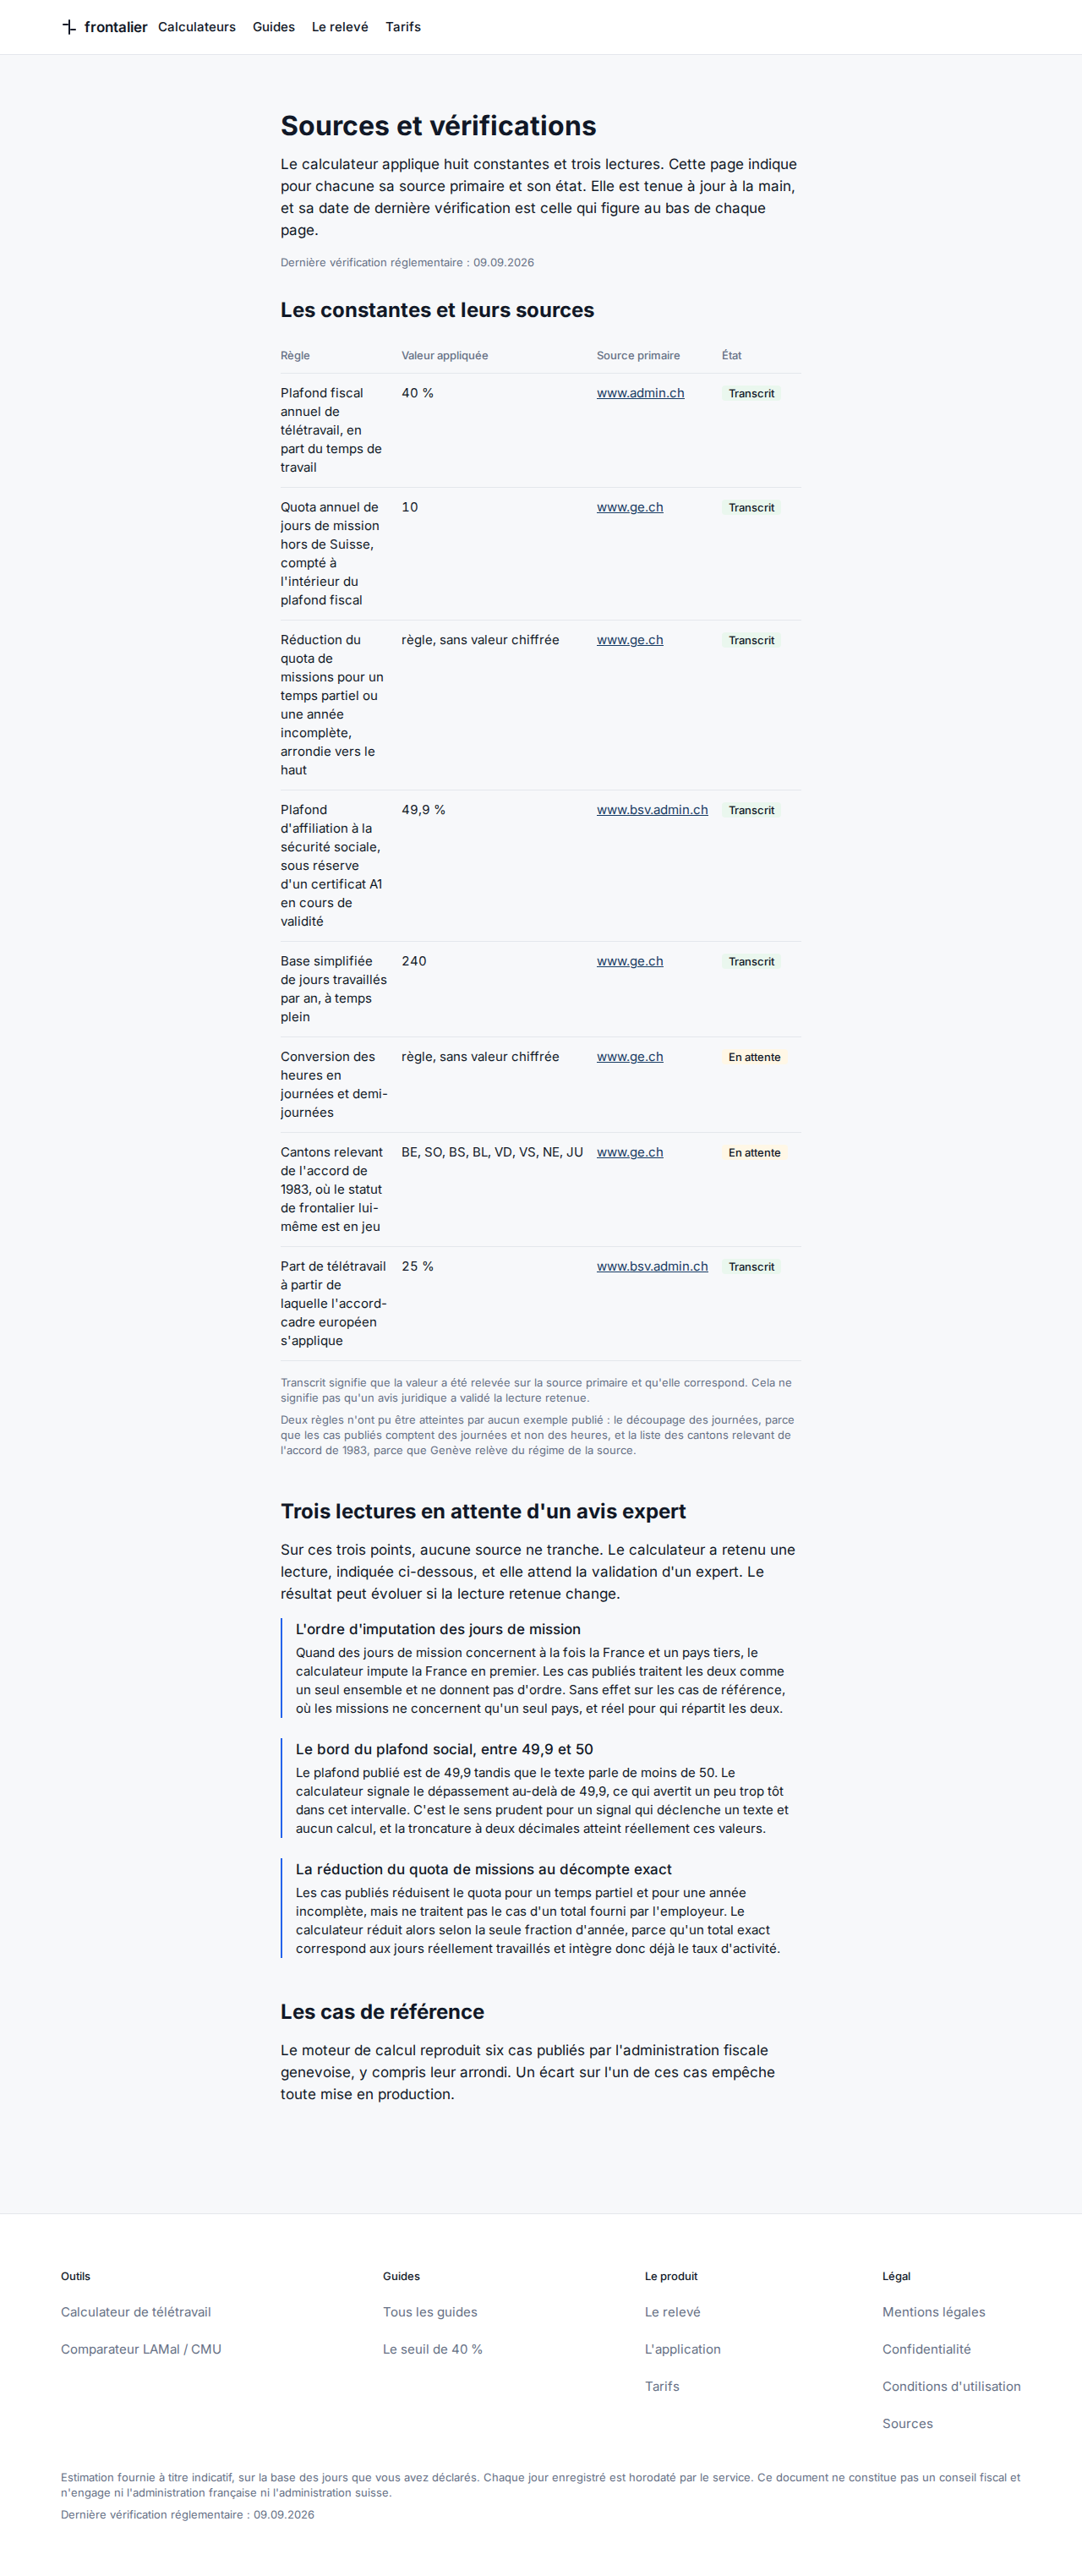 frontalier Calculateurs Guides Le relevé Tarifs
Sources et vérifications
Le calculateur applique huit constantes et trois lectures. Cette page indique
pour chacune sa source primaire et son état. Elle est tenue à jour à la main,
et sa date de dernière vérification est celle qui figure au bas de chaque
page.
Dernière vérification réglementaire : 09.09.2026
Les constantes et leurs sources
Règle Valeur appliquée Source primaire État
Plafond fiscal 40 % www.admin.ch Transcrit
annuel de
télétravail, en
part du temps de
travail
Quota annuel de 10 www.ge.ch Transcrit
jours de mission
hors de Suisse,
compté à
l'intérieur du
plafond fiscal
Réduction du règle, sans valeur chiffrée www.ge.ch Transcrit
quota de
missions pour un
temps partiel ou
une année
incomplète,
arrondie vers le
haut
Plafond 49,9 % www.bsv.admin.ch Transcrit
d'affiliation à la
sécurité sociale,
sous réserve
d'un certificat A1
en cours de
validité
Base simplifiée 240 www.ge.ch Transcrit
de jours travaillés
par an, à temps
plein
Conversion des règle, sans valeur chiffrée www.ge.ch En attente
heures en
journées et demi-
journées
Cantons relevant BE, SO, BS, BL, VD, VS, NE, JU www.ge.ch En attente
de l'accord de
1983, où le statut
de frontalier lui-
même est en jeu
Part de télétravail 25 % www.bsv.admin.ch Transcrit
à partir de
laquelle l'accord-
cadre européen
s'applique
Transcrit signifie que la valeur a été relevée sur la source primaire et qu'elle correspond. Cela ne
signifie pas qu'un avis juridique a validé la lecture retenue.
Deux règles n'ont pu être atteintes par aucun exemple publié : le découpage des journées, parce
que les cas publiés comptent des journées et non des heures, et la liste des cantons relevant de
l'accord de 1983, parce que Genève relève du régime de la source.
Trois lectures en attente d'un avis expert
Sur ces trois points, aucune source ne tranche. Le calculateur a retenu une
lecture, indiquée ci-dessous, et elle attend la validation d'un expert. Le
résultat peut évoluer si la lecture retenue change.
L'ordre d'imputation des jours de mission
Quand des jours de mission concernent à la fois la France et un pays tiers, le
calculateur impute la France en premier. Les cas publiés traitent les deux comme
un seul ensemble et ne donnent pas d'ordre. Sans effet sur les cas de référence,
où les missions ne concernent qu'un seul pays, et réel pour qui répartit les deux.
Le bord du plafond social, entre 49,9 et 50
Le plafond publié est de 49,9 tandis que le texte parle de moins de 50. Le
calculateur signale le dépassement au-delà de 49,9, ce qui avertit un peu trop tôt
dans cet intervalle. C'est le sens prudent pour un signal qui déclenche un texte et
aucun calcul, et la troncature à deux décimales atteint réellement ces valeurs.
La réduction du quota de missions au décompte exact
Les cas publiés réduisent le quota pour un temps partiel et pour une année
incomplète, mais ne traitent pas le cas d'un total fourni par l'employeur. Le
calculateur réduit alors selon la seule fraction d'année, parce qu'un total exact
correspond aux jours réellement travaillés et intègre donc déjà le taux d'activité.
Les cas de référence
Le moteur de calcul reproduit six cas publiés par l'administration fiscale
genevoise, y compris leur arrondi. Un écart sur l'un de ces cas empêche
toute mise en production.
Outils Guides Le produit Légal
Calculateur de télétravail Tous les guides Le relevé Mentions légales
Comparateur LAMal / CMU Le seuil de 40 % L'application Confidentialité
Tarifs Conditions d'utilisation
Sources
Estimation fournie à titre indicatif, sur la base des jours que vous avez déclarés. Chaque jour enregistré est horodaté par le service. Ce document ne constitue pas un conseil fiscal et
n'engage ni l'administration française ni l'administration suisse.
Dernière vérification réglementaire : 09.09.2026